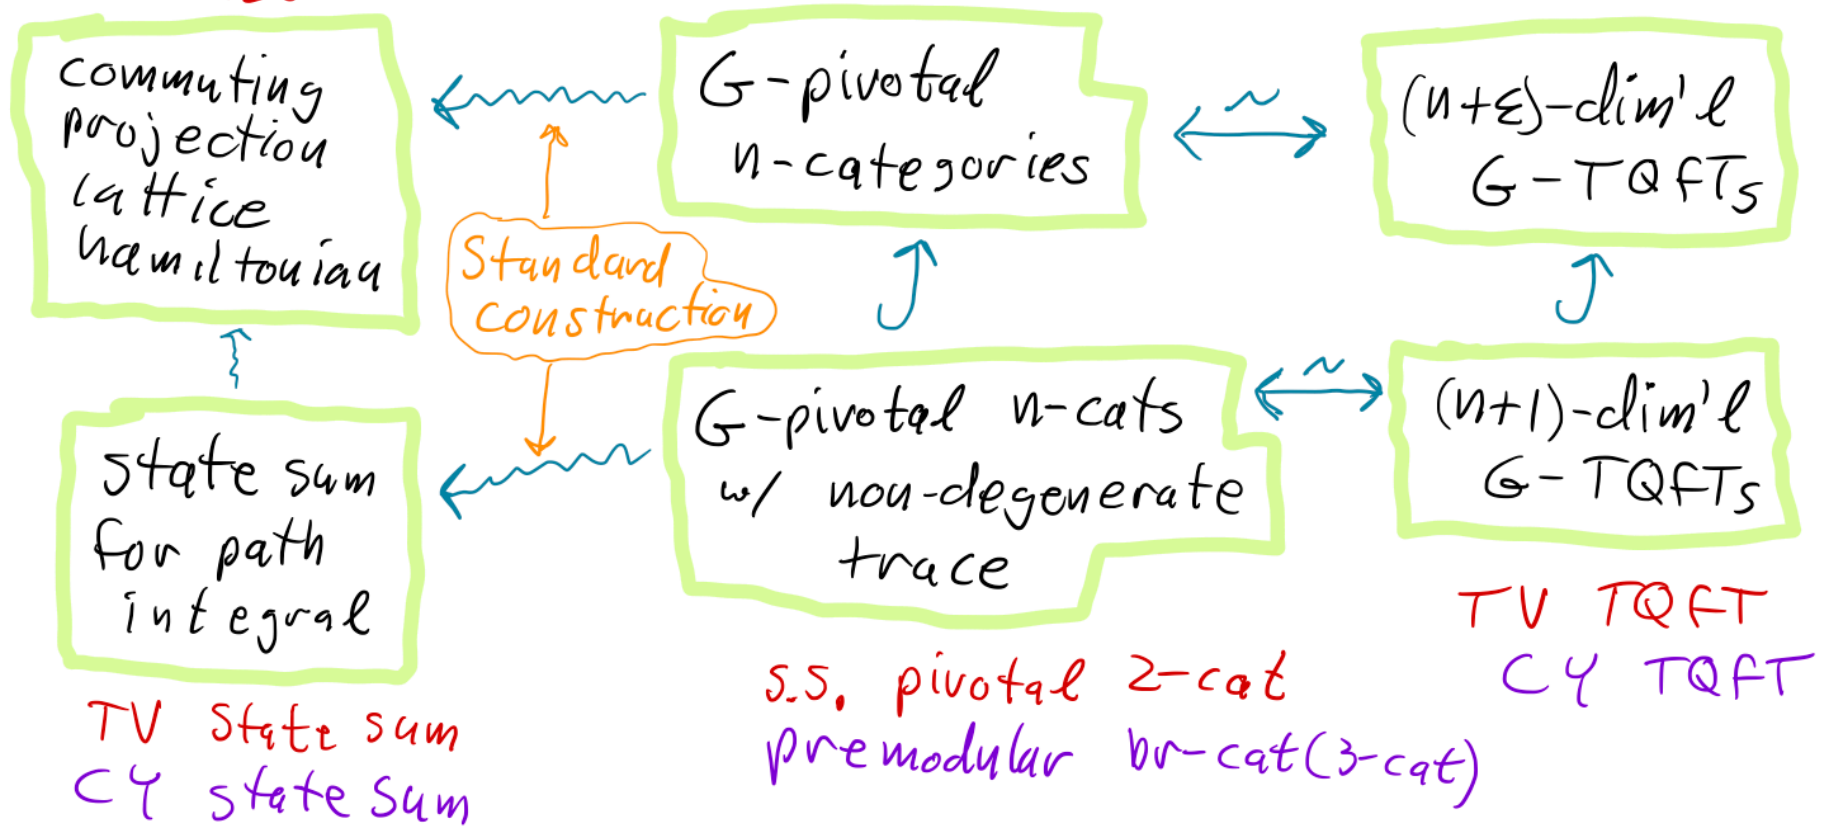 commuting
projection
lattice
hamiltonian
G-pivotal
n-categories
~
(n+ε)-dim'l
G-TQFTs
Standard
construction
state sum
for path
integral
G-pivotal n-cats
w/ non-degenerate
trace
~
(n+1)-dim'l
G-TQFTs
TV state sum
CY state sum
s.s. pivotal 2-cat
premodular br-cat(3-cat)
TV TQFT
CY TQFT